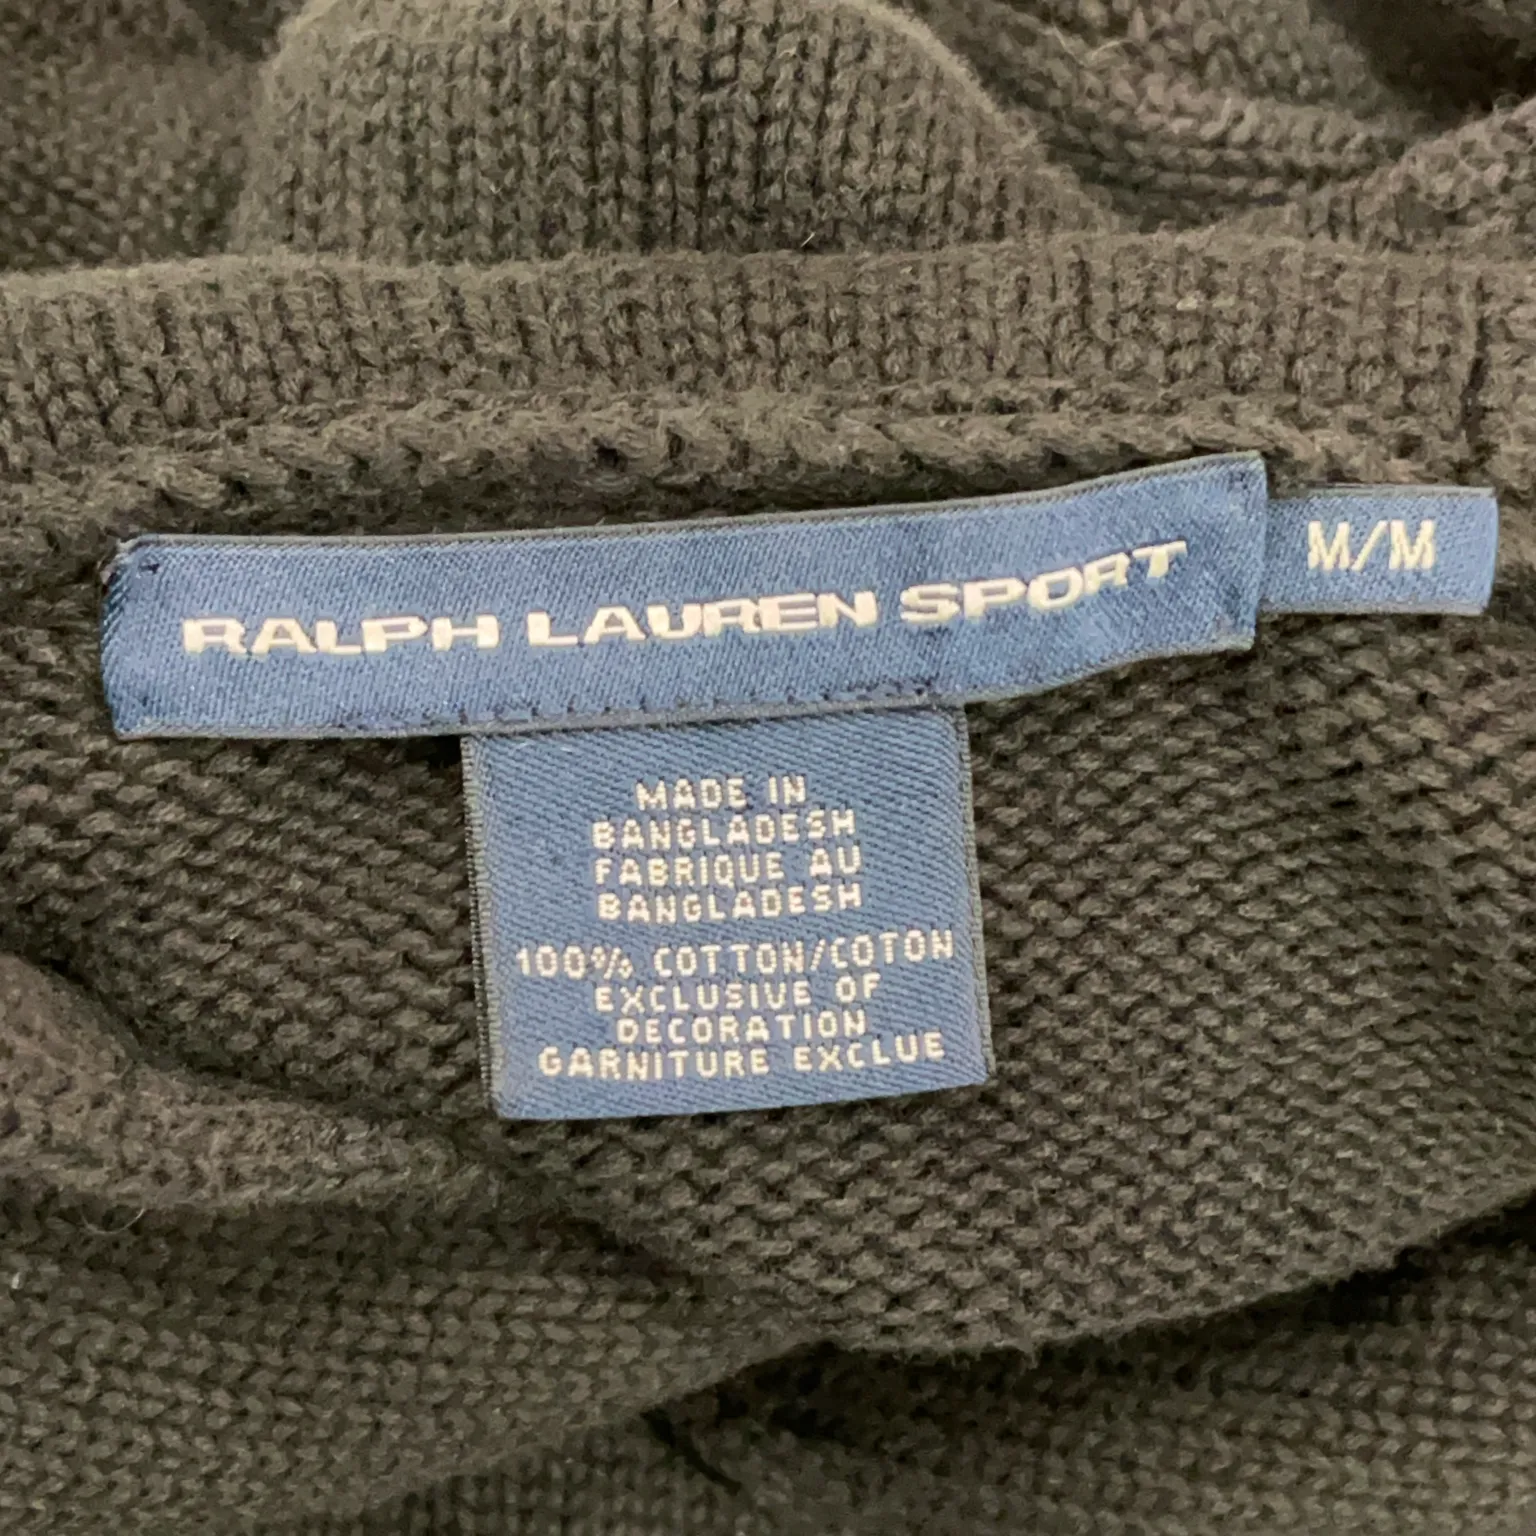 RALPH LAUREN SPORT
M/M
MADE IN
BANGLADESH
FABRIQUE AU
BANGLADESH
100% COTTON/COTON
EXCLUSIVE OF
DECORATION
GARNITURE EXCLUE